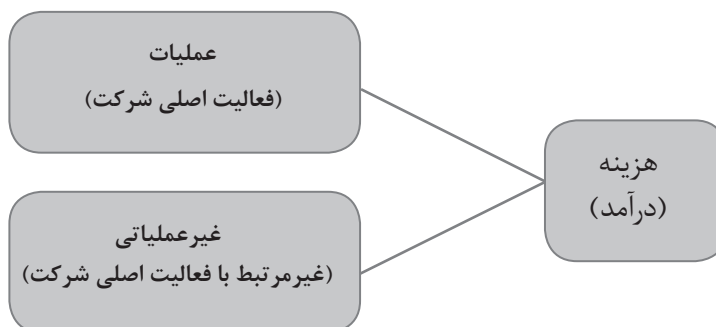 هزینه
(درآمد)
عملیات
(فعالیت اصلی شرکت)
غیرعملیاتی
(غیرمرتبط با فعالیت اصلی شرکت)